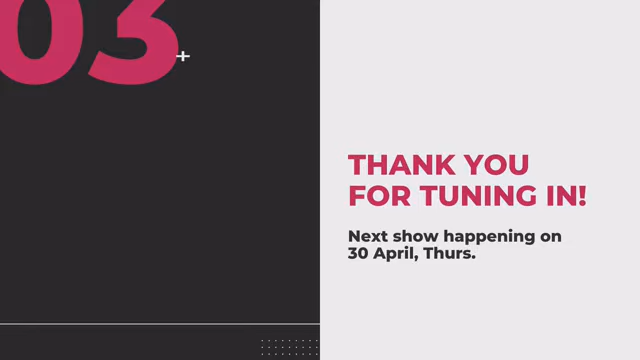 03
THANK YOU
FOR TUNING IN!
Next show happening on
30 April, Thurs.